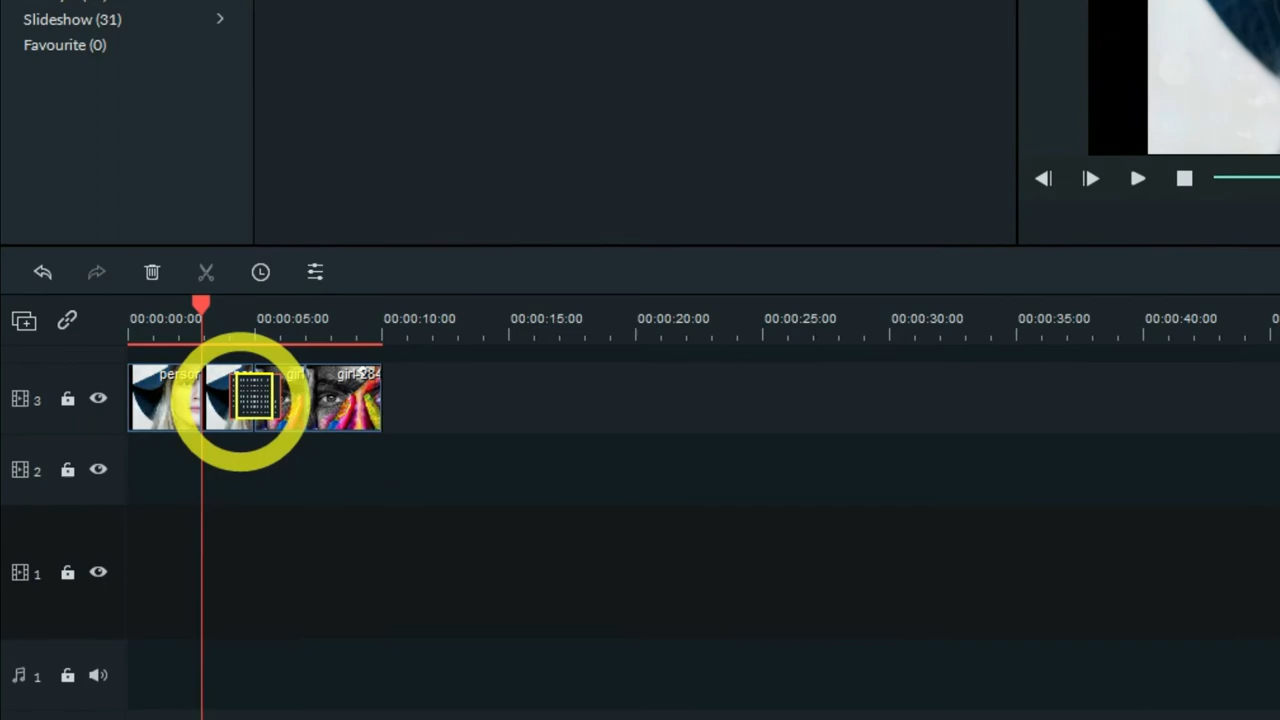 Slideshow (31)
Favourite (0)
00:00:00:00
00:00:05:00
00:00:10:00
00:00:15:00
00:00:20:00
00:00:25:00
00:00:30:00
00:00:35:00
00:00:40:00
3
person
girl
girl-284
2
1
1